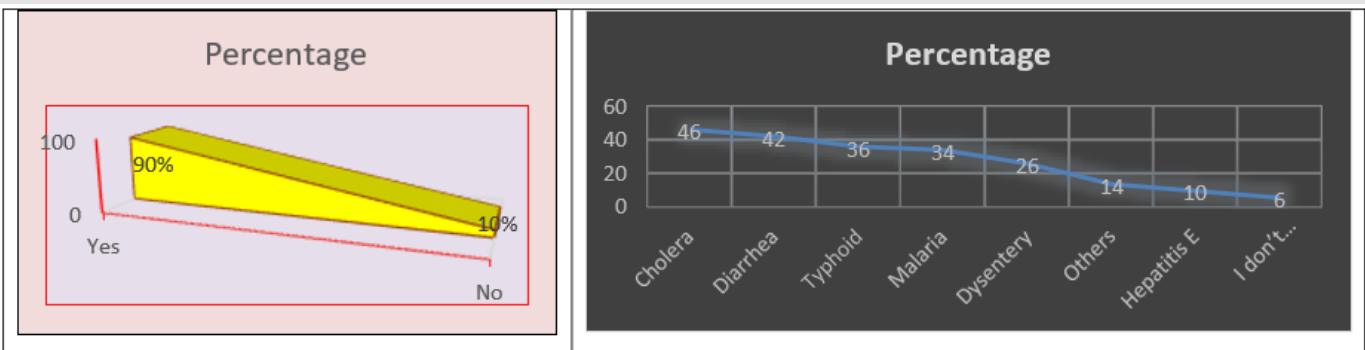 Percentage
100
90%
0
10%
Yes
No
Percentage
60
40
20
0
46
42
36
34
26
14
10
6
Cholera
Diarrhea
Typhoid
Malaria
Dysentery
Others
Hepatitis E
I don't...